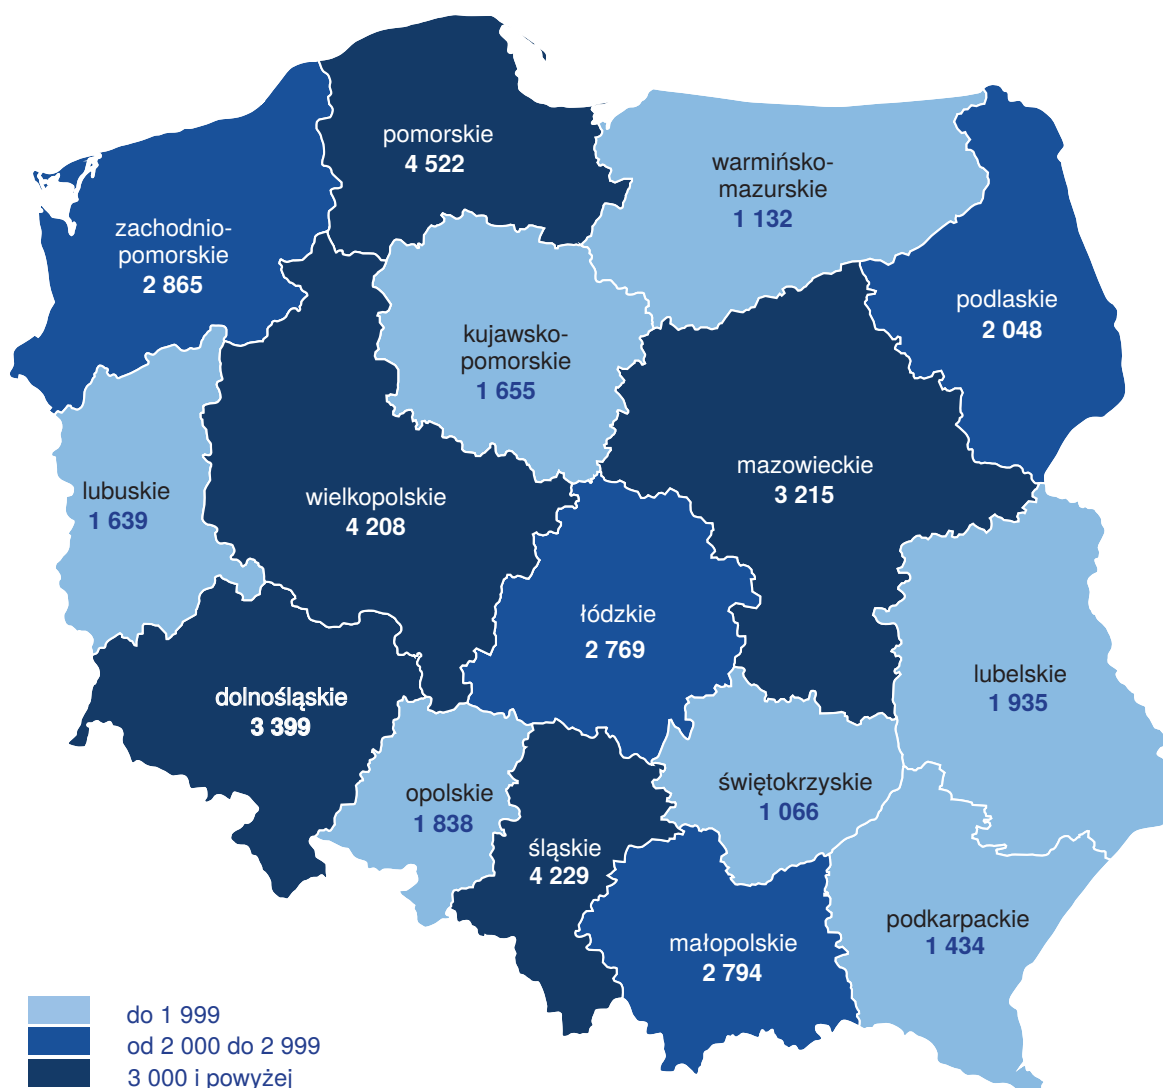 pomorskie
4 522
warmińsko-
mazurskie
1 132
zachodnio-
pomorskie
2 865
podlaskie
2 048
kujawsko-
pomorskie
1 655
mazowieckie
3 215
lubuskie
1 639
wielkopolskie
4 208
łódzkie
2 769
dolnośląskie
3 399
lubelskie
1 935
opolskie
1 838
świętokrzyskie
1 066
śląskie
4 229
podkarpackie
1 434
małopolskie
2 794
do 1 999
od 2 000 do 2 999
3 000 i powyżej